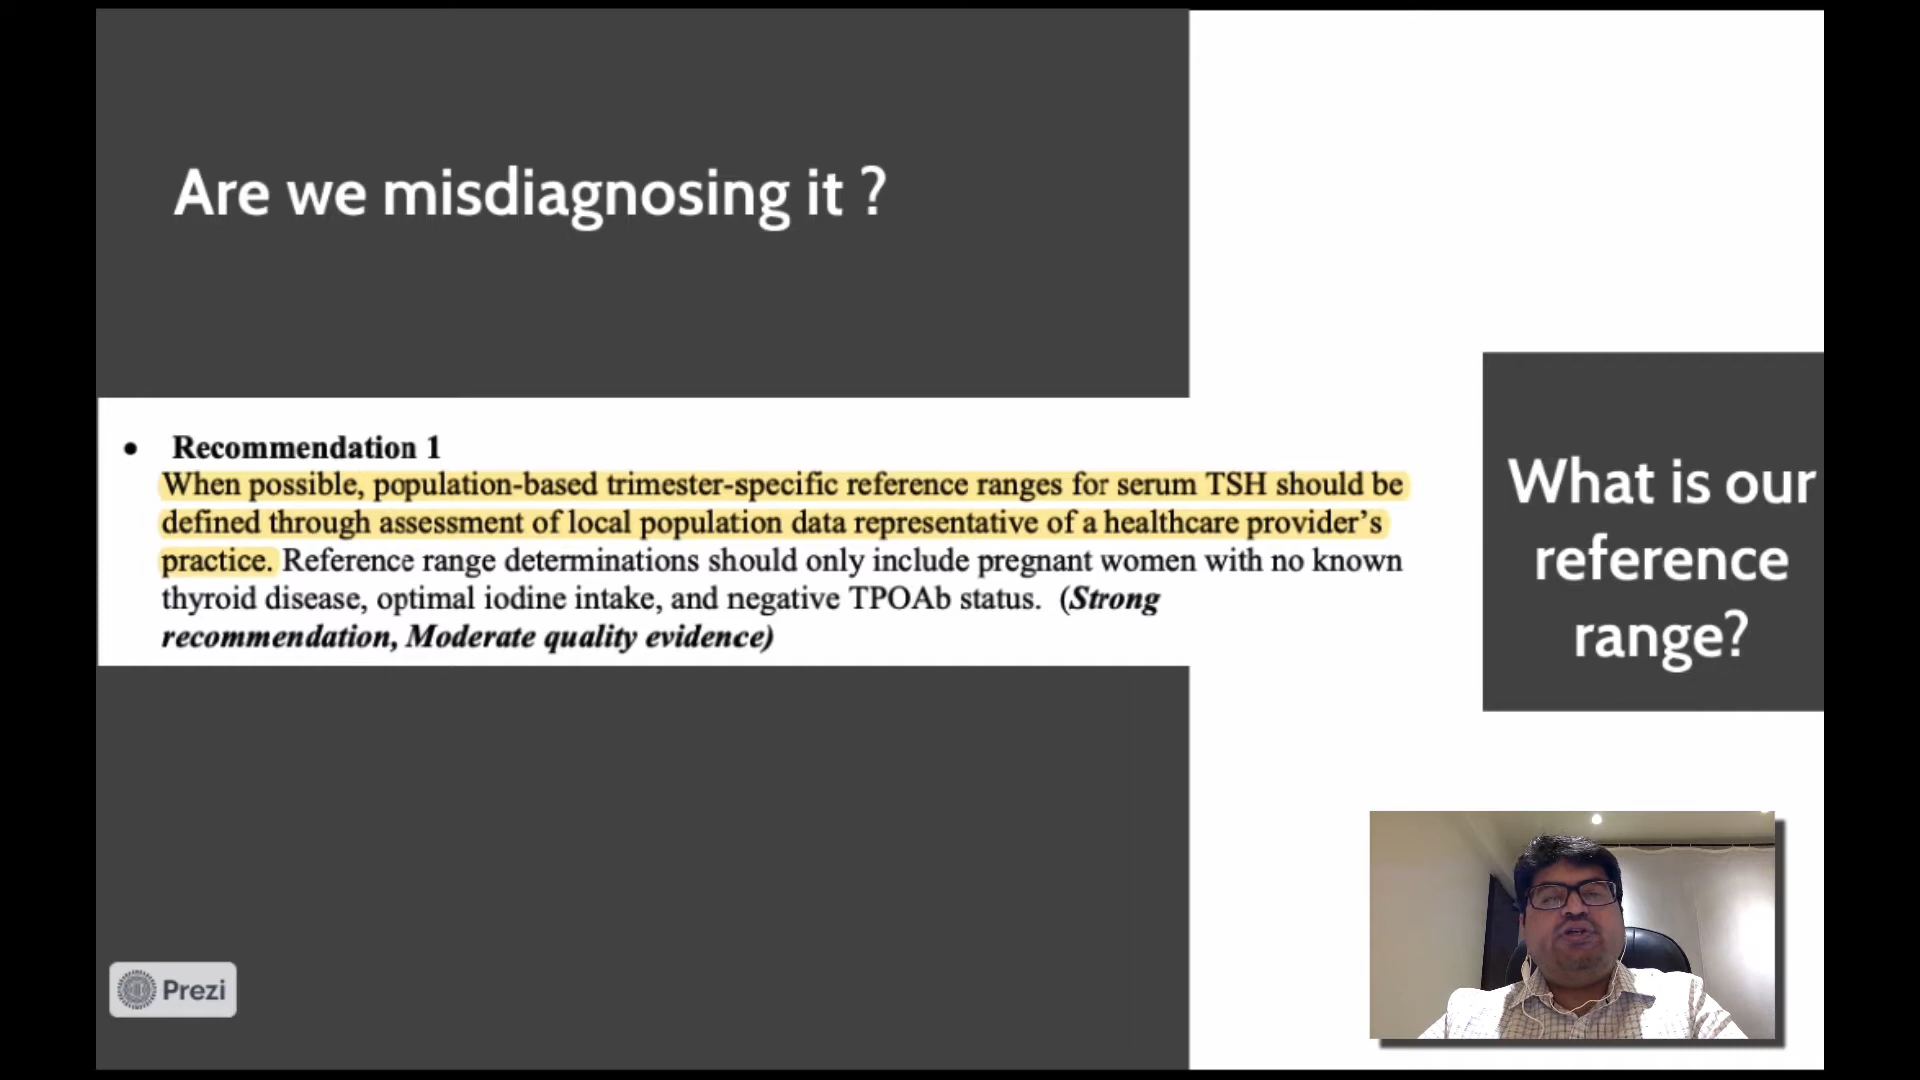 Are we misdiagnosing it ?
• Recommendation 1
When possible, population-based trimester-specific reference ranges for serum TSH should be
defined through assessment of local population data representative of a healthcare provider’s
practice. Reference range determinations should only include pregnant women with no known
thyroid disease, optimal iodine intake, and negative TPOAb status. (Strong
recommendation, Moderate quality evidence)
What is our
reference
range?
Prezi